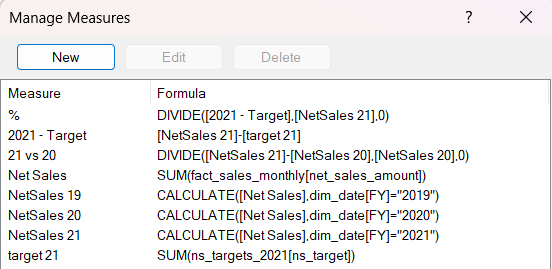 Manage Measures ? ×
New Edit Delete
Measure Formula
% DIVIDE([2021 - Target],[NetSales 21],0)
2021 - Target [NetSales 21]-[target 21]
21 vs 20 DIVIDE([NetSales 21]-[NetSales 20],[NetSales 20],0)
Net Sales SUM(fact_sales_monthly[net_sales_amount])
NetSales 19 CALCULATE([Net Sales],dim_date[FY]="2019")
NetSales 20 CALCULATE([Net Sales],dim_date[FY]="2020")
NetSales 21 CALCULATE([Net Sales],dim_date[FY]="2021")
target 21 SUM(ns_targets_2021[ns_target])